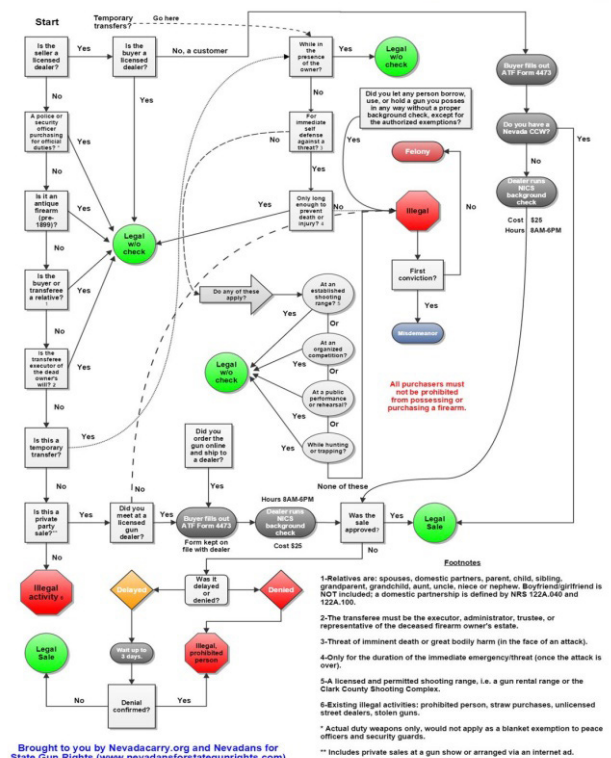 Start
Temporary
transfers?
Go here
Is the
seller a
licensed
dealer?
Yes
Is the
buyer a
licensed
dealer?
No, a customer
While in
the
presence
of the
owner?
Yes
Legal
w/o
check
Buyer fills out
ATF Form 4473
No
Yes
No
Did you let any person borrow,
use, or hold a gun you posses
in any way without a proper
background check, except for
the authorized exemptions?
A police or
security
officer
purchasing
for official
duties? *
Yes
No
For
immediate
self
defense
against a
threat? 3
Yes
Do you have a
Nevada CCW?
Yes
No
Felony
No
Is it an
antique
firearm
(pre-
1899)?
Yes
Yes
Only long
enough to
prevent
death or
injury? 4
No
Illegal
No
Dealer runs
NICS
background
check
Cost $25
Hours 8AM-6PM
Legal
w/o
check
Yes
No
Is the
buyer or
transferee
a relative?
1
Yes
Do any of these
apply?
At an
established
shooting
range? 5
First
conviction?
Yes
No
Yes
Or
Is the
transferee
executor of
the dead
owner's
will? 2
Yes
Legal
w/o
check
At an
organized
competition?
Misdemeanor
Yes
Or
At a public
performance
or rehearsal?
All purchasers must
not be prohibited
from possessing or
purchasing a firearm.
No
Yes
Or
Is this a
temporary
transfer?
Yes
Did you
order the
gun online
and ship to
a dealer?
Yes
While hunting
or trapping?
No
No
Yes
None of these
Is this a
private
party
sale?**
Yes
Did you
meet at a
licensed
gun
dealer?
Yes
Buyer fills out
ATF Form 4473
Form kept on
file with dealer
Hours 8AM-6PM
Dealer runs
NICS
background
check
Cost $25
Was the
sale
approved?
Yes
Legal
Sale
No
No
Illegal
activity 6
Delayed
Was it
delayed
or
denied?
Denied
Footnotes
1-Relatives are: spouses, domestic partners, parent, child, sibling,
grandparent, grandchild, aunt, uncle, niece or nephew. Boyfriend/girlfriend is
NOT included; a domestic partnership is defined by NRS 122A.040 and
122A.100.
Legal
Sale
Wait up to
3 days.
Illegal,
prohibited
person
2-The transferee must be the executor, administrator, trustee, or
representative of the deceased firearm owner's estate.
3-Threat of imminent death or great bodily harm (in the face of an attack).
4-Only for the duration of the immediate emergency/threat (once the attack is
over).
No
Denial
confirmed?
Yes
5-A licensed and permitted shooting range, i.e. a gun rental range or the
Clark County Shooting Complex.
6-Existing illegal activities: prohibited person, straw purchases, unlicensed
street dealers, stolen guns.
* Actual duty weapons only, would not apply as a blanket exemption to peace
officers and security guards.
** Includes private sales at a gun show or arranged via an internet ad.
Brought to you by Nevadacarry.org and Nevadans for
State Gun Rights (www.nevadansforstategunrights.com)